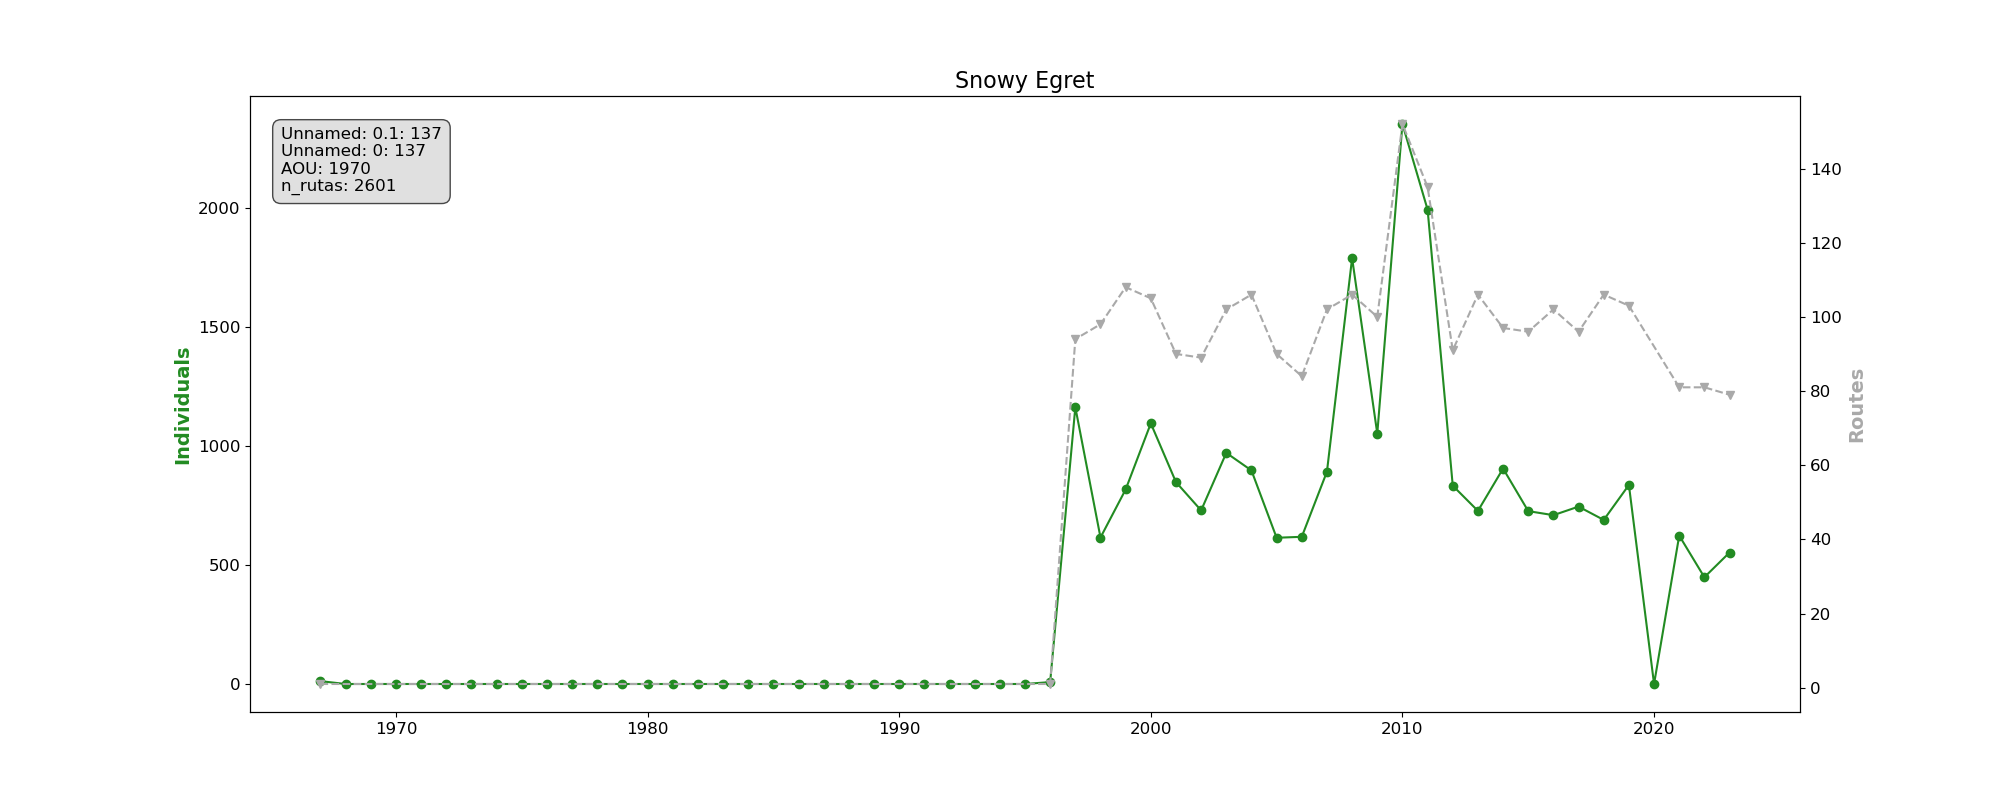 Snowy Egret
Unnamed: 0.1: 137
Unnamed: 0: 137
AOU: 1970
n_rutas: 2601
Individuals
2000
1500
1000
500
0
140
120
100
80
60
40
20
0
Routes
1970 1980 1990 2000 2010 2020